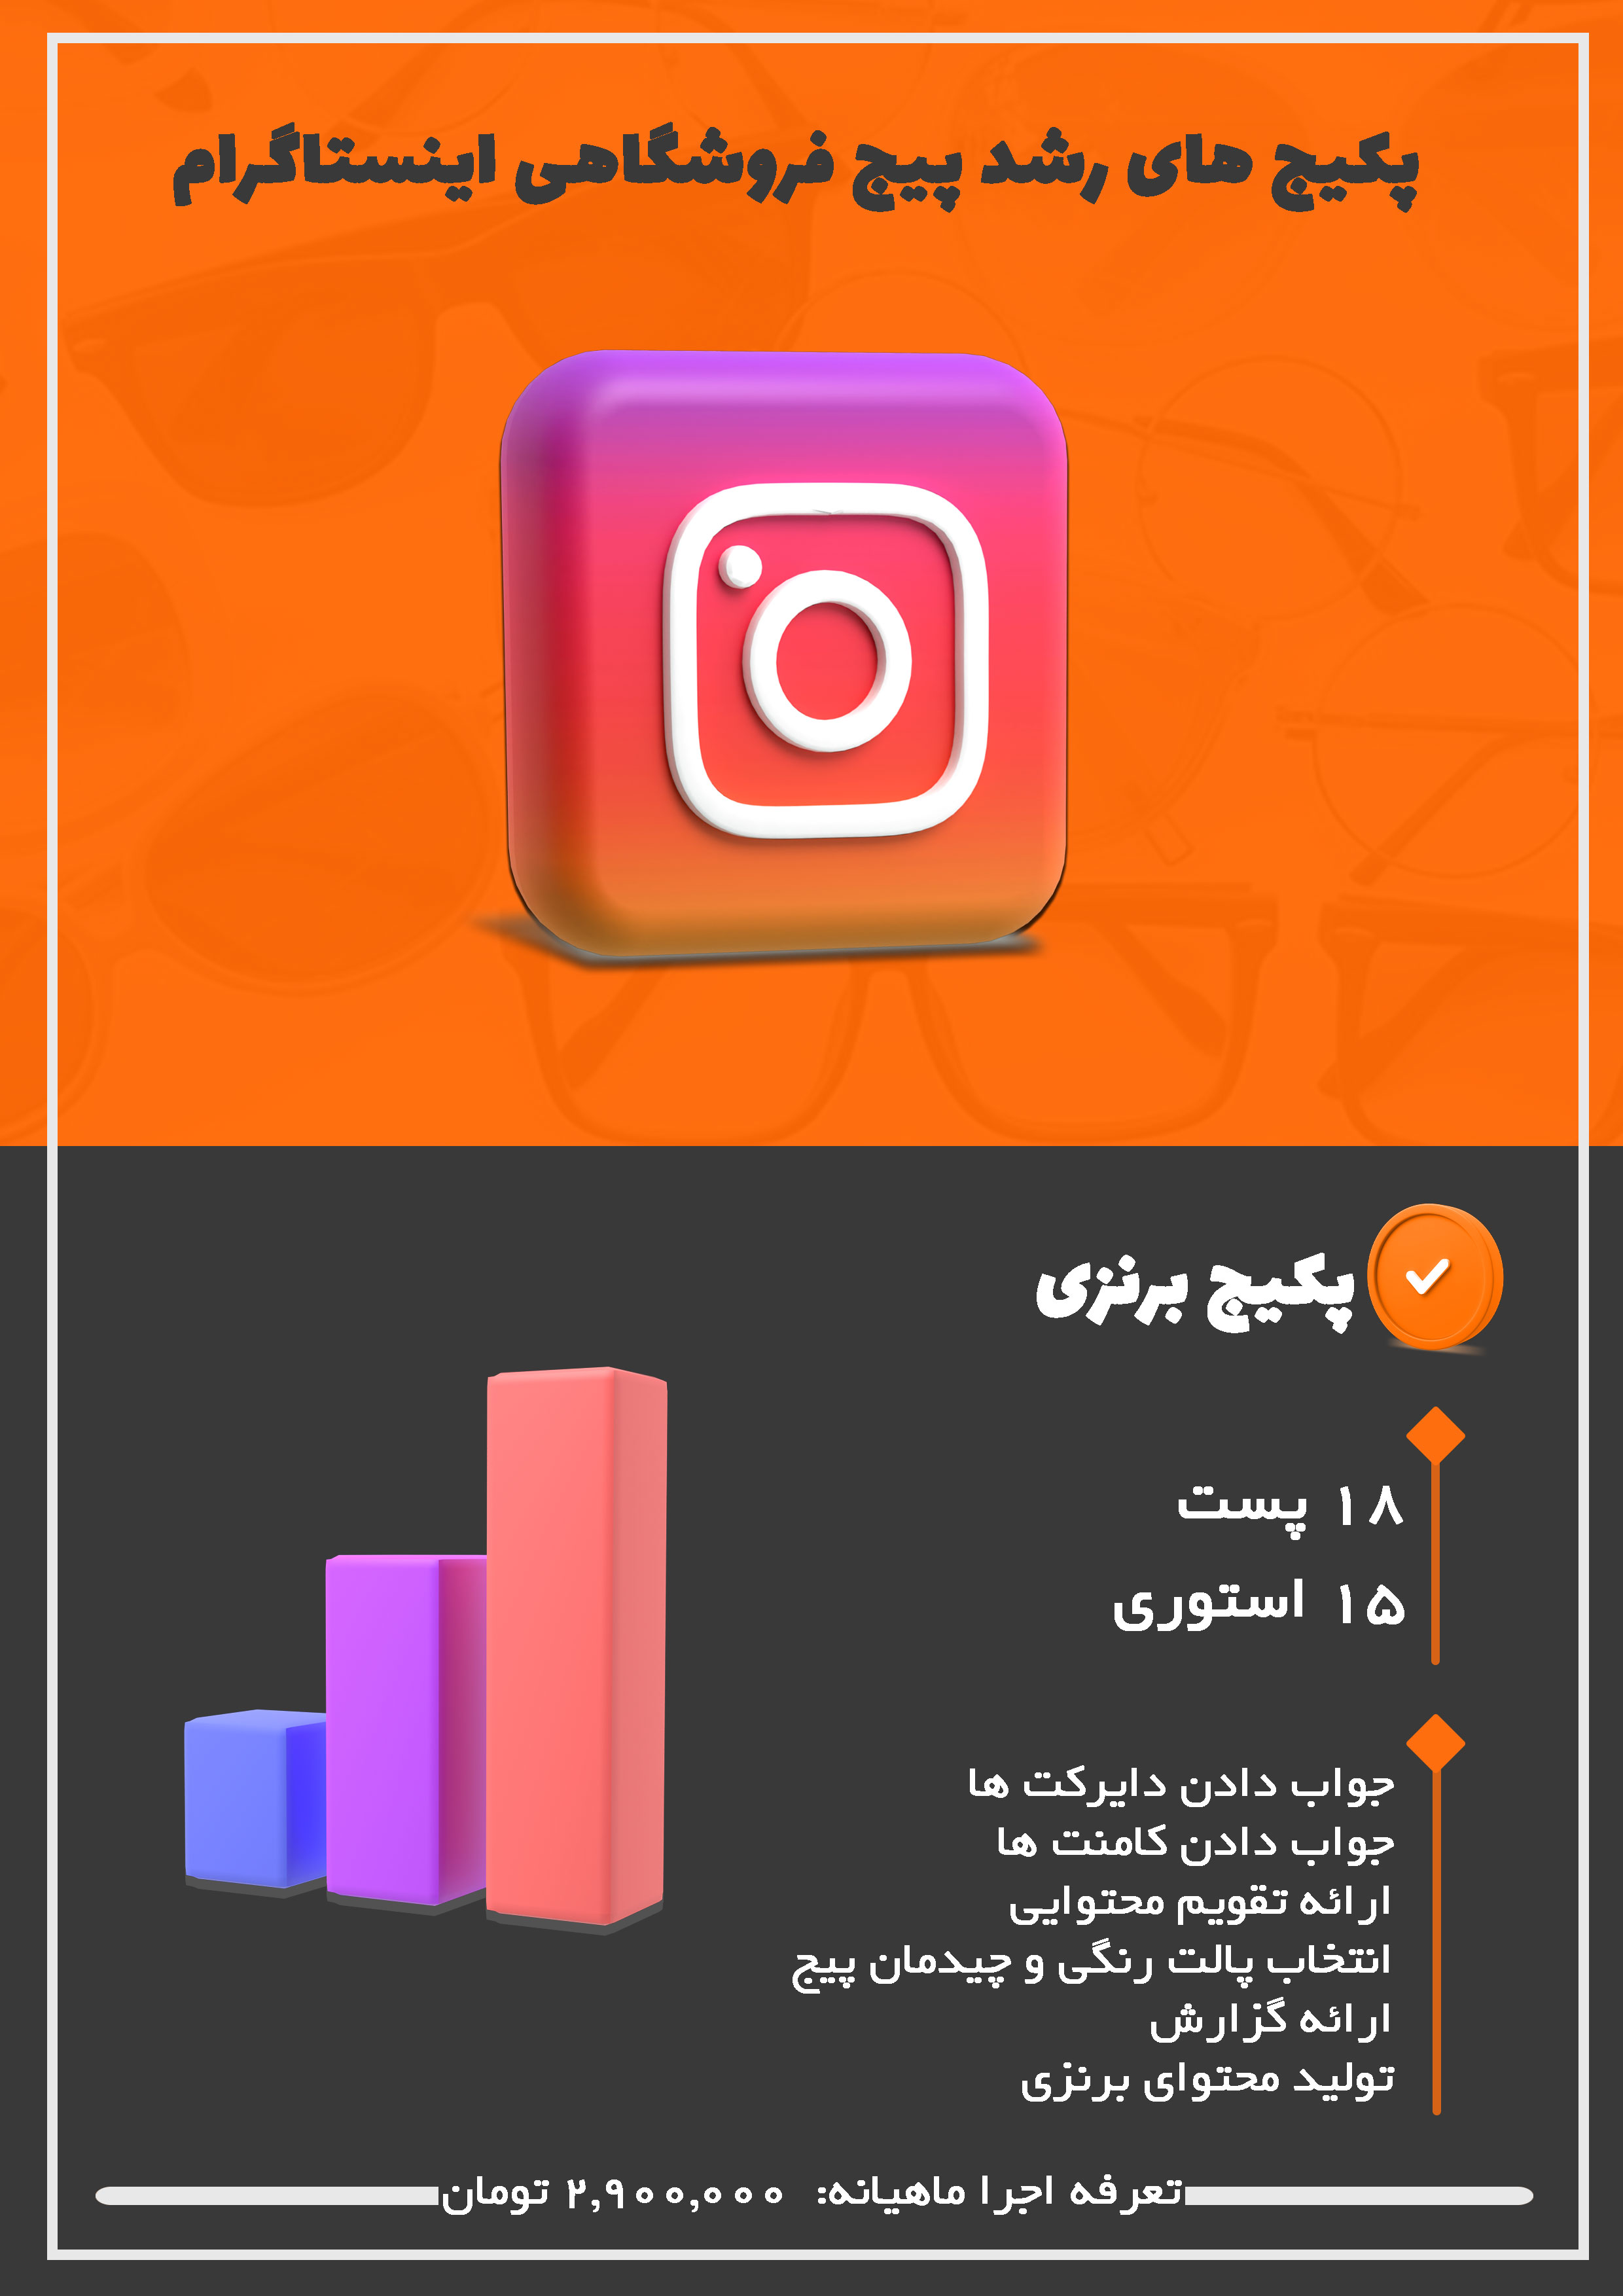 پکیج های رشد پیج فروشگاهی اینستاگرام
پکیج برنزی
۱۸ پست
۱۵ استوری
جواب دادن دایرکت ها
جواب دادن کامنت ها
ارائه تقویم محتوایی
انتخاب پالت رنگی و چیدمان پیج
ارائه گزارش
تولید محتوای برنزی
تعرفه اجرا ماهیانه: ۲,۹۰۰,۰۰۰ تومان